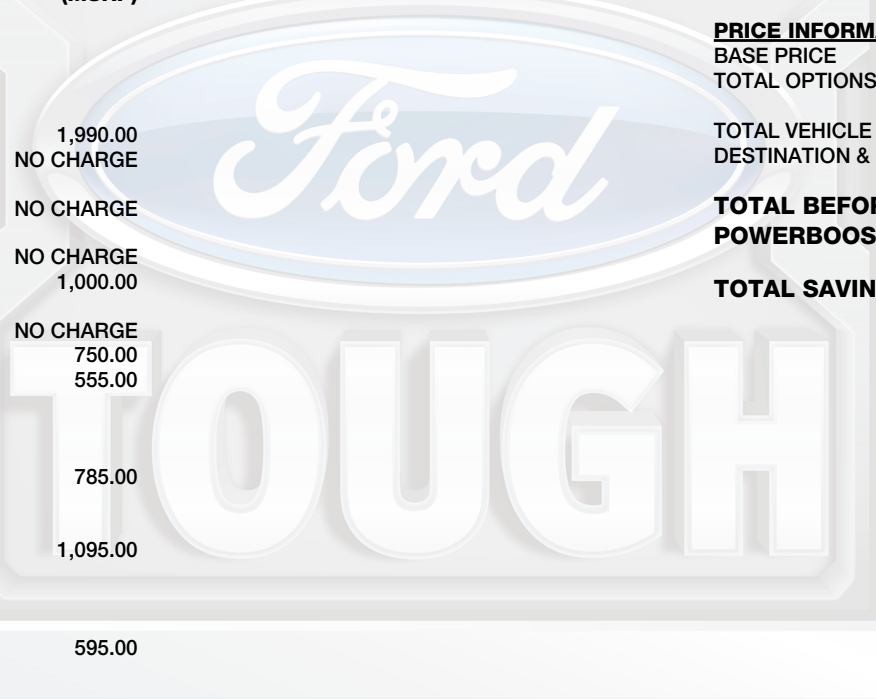 (MSRP)
1,990.00
NO CHARGE
NO CHARGE
NO CHARGE
1,000.00
NO CHARGE
750.00
555.00
785.00
1,095.00
595.00
Ford
TOUGH
PRICE INFORM
BASE PRICE
TOTAL OPTIONS
TOTAL VEHICLE
DESTINATION &
TOTAL BEFOR
POWERBOOS
TOTAL SAVIN